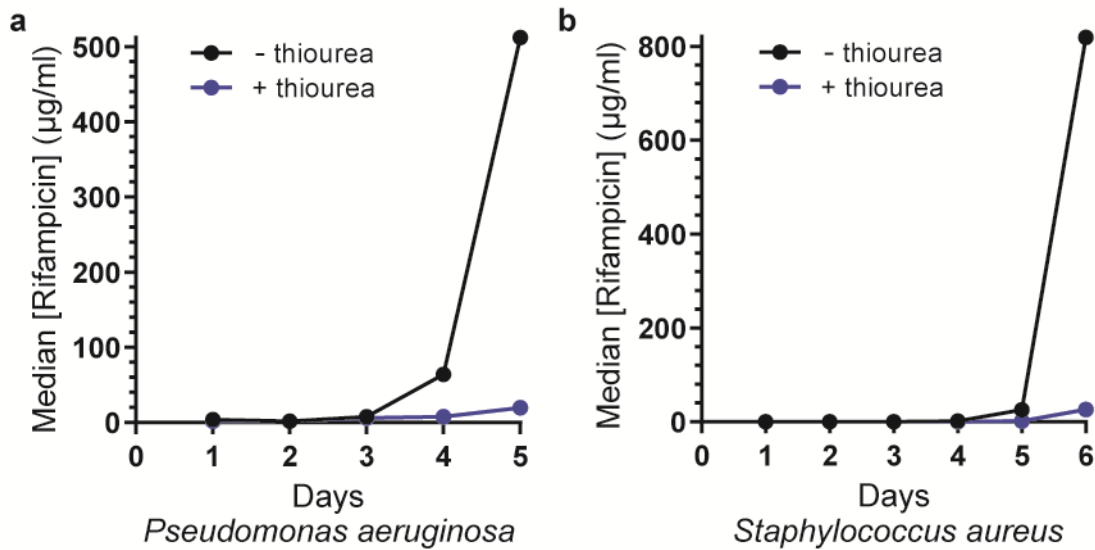 a
Median [Rifampicin] (µg/ml)
500
400
300
200
100
0
- thiourea
+ thiourea
0 1 2 3 4 5
Days
Pseudomonas aeruginosa
b
Median [Rifampicin] (µg/ml)
800
600
400
200
0
- thiourea
+ thiourea
0 1 2 3 4 5 6
Days
Staphylococcus aureus